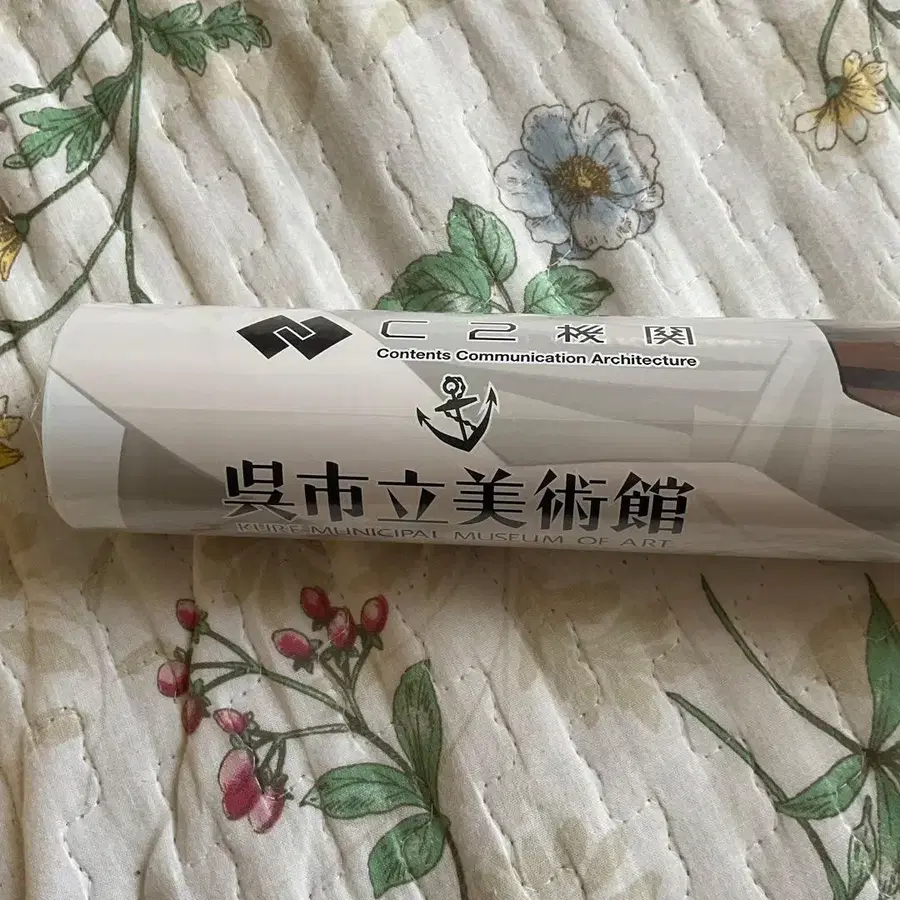 C2機関
Contents Communication Architecture
呉市立美術館
KURE MUNICIPAL MUSEUM OF ART